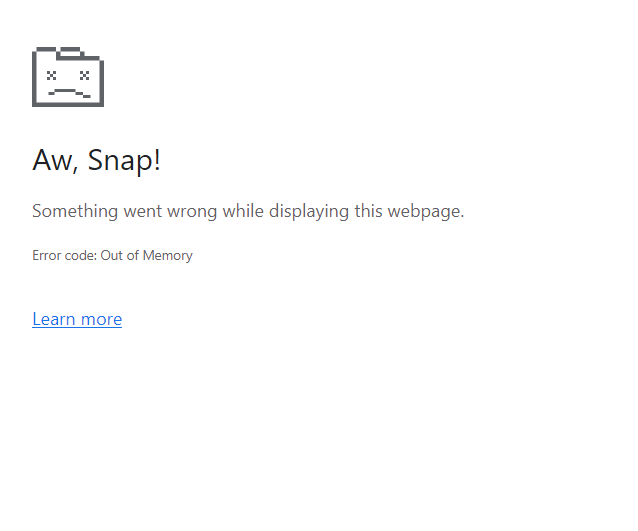 Aw, Snap!
Something went wrong while displaying this webpage.
Error code: Out of Memory
Learn more